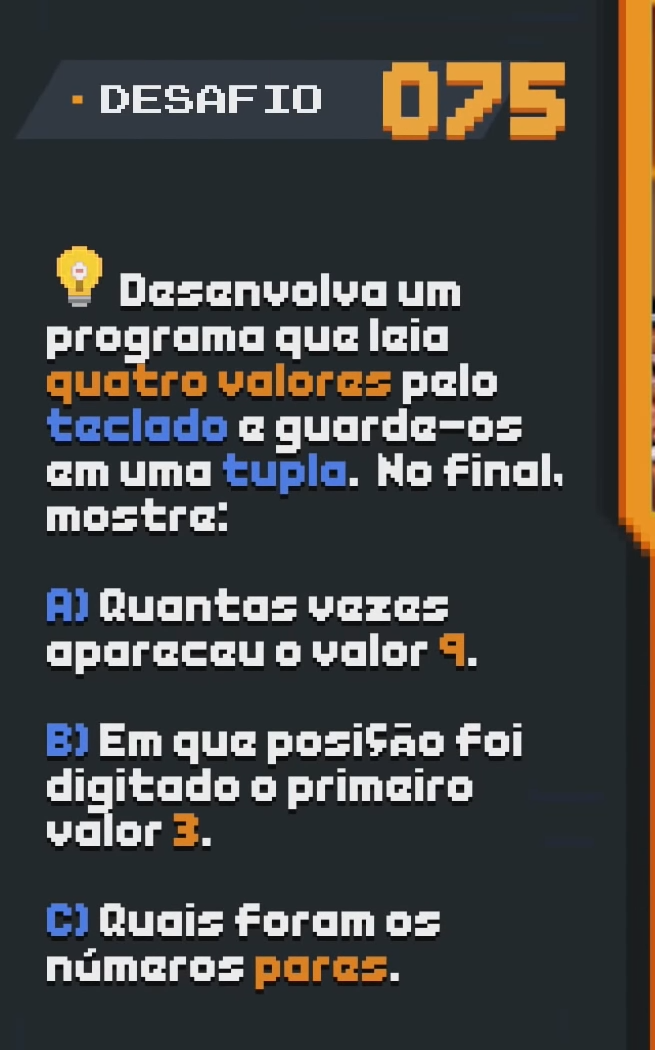 DESAFIO 075
Desenvolva um
programa que leia
quatro valores pelo
teclado e guarde-os
em uma tupla. No final,
mostre:
A) Quantas vezes
apareceu o valor 9.
B) Em que posição foi
digitado o primeiro
valor 3.
C) Quais foram os
números pares.